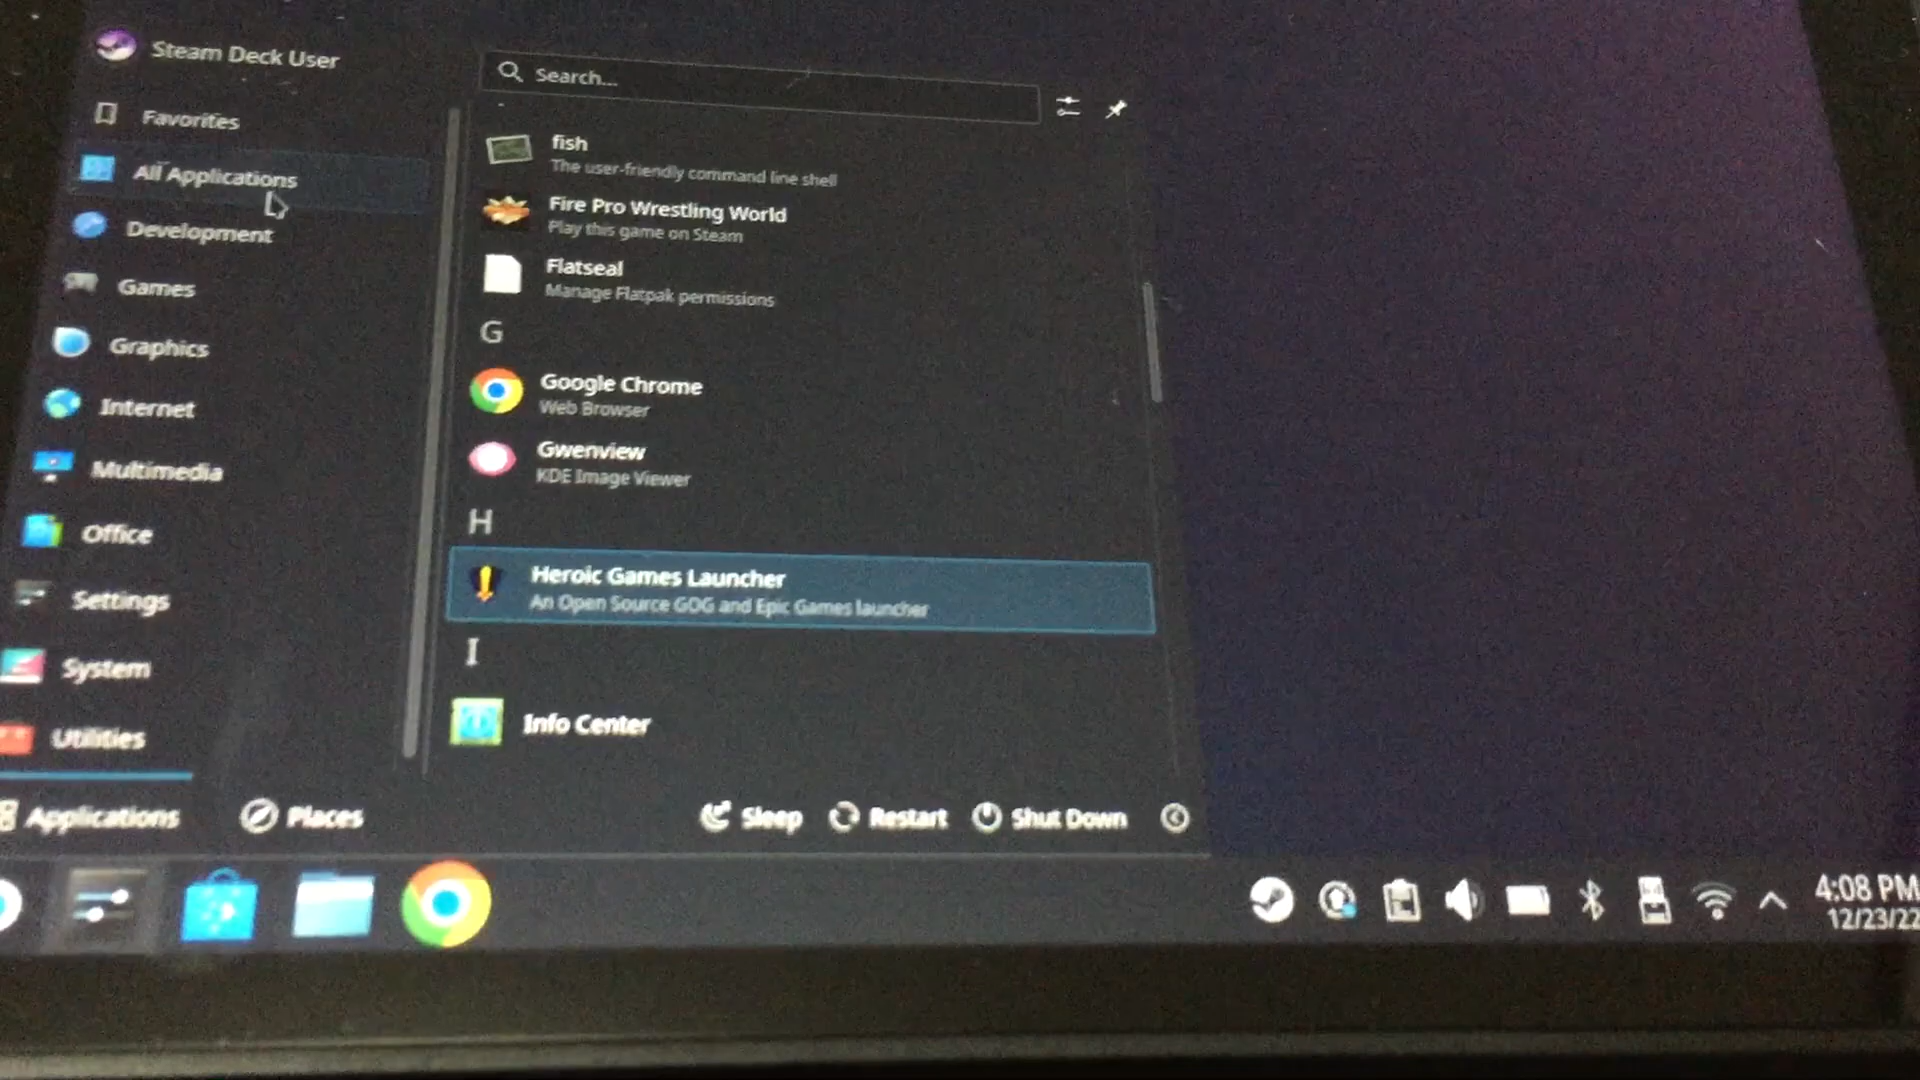 Steam Deck User
Search...
Favorites
All Applications
Development
Games
Graphics
Internet
Multimedia
Office
Settings
System
Utilities
fish
The user-friendly command line shell
Fire Pro Wrestling World
Play this game on Steam
Flatseal
Manage Flatpak permissions
G
Google Chrome
Web Browser
Gwenview
KDE Image Viewer
H
Heroic Games Launcher
An Open Source GOG and Epic Games launcher
I
Info Center
Applications
Places
Sleep
Restart
Shut Down
4:08 PM
12/23/22